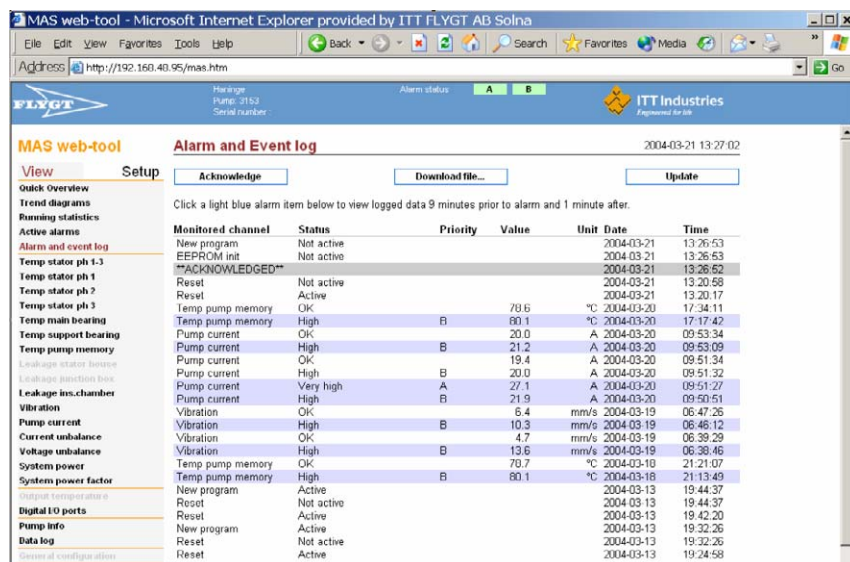 MAS web-tool - Microsoft Internet Explorer provided by ITT FLYGT AB Solna
File Edit View Favorites Tools Help Back Search Favorites Media »
Address http://192.168.48.95/mas.htm Go
FLYGT
Haninge
Pump: 3153
Serial number :
Alarm status A B
ITT Industries
Engineered for life
MAS web-tool
View Setup
Quick Overview
Trend diagrams
Running statistics
Active alarms
Alarm and event log
Temp stator ph 1-3
Temp stator ph 1
Temp stator ph 2
Temp stator ph 3
Temp main bearing
Temp support bearing
Temp pump memory
Leakage stator house
Leakage junction box
Leakage ins.chamber
Vibration
Pump current
Current unbalance
Voltage unbalance
System power
System power factor
Output temperature
Digital I/O ports
Pump info
Data log
General configuration
Alarm and Event log 2004-03-21 13:27:02
Acknowledge Download file... Update
Click a light blue alarm item below to view logged data 9 minutes prior to alarm and 1 minute after.
Monitored channel Status Priority Value Unit Date Time
New program Not active 2004-03-21 13:26:53
EEPROM init Not active 2004-03-21 13:26:53
**ACKNOWLEDGED** 2004-03-21 13:26:52
Reset Not active 2004-03-21 13:20:58
Reset Active 2004-03-21 13:20:17
Temp pump memory OK 78.6 °C 2004-03-20 17:34:11
Temp pump memory High B 80.1 °C 2004-03-20 17:17:42
Pump current OK 20.0 A 2004-03-20 09:53:34
Pump current High B 21.2 A 2004-03-20 09:53:09
Pump current OK 19.4 A 2004-03-20 09:51:34
Pump current High B 20.0 A 2004-03-20 09:51:32
Pump current Very high A 27.1 A 2004-03-20 09:51:27
Pump current High B 21.9 A 2004-03-20 09:50:51
Vibration OK 6.4 mm/s 2004-03-19 06:47:26
Vibration High B 10.3 mm/s 2004-03-19 06:46:12
Vibration OK 4.7 mm/s 2004-03-19 06:39:29
Vibration High B 13.6 mm/s 2004-03-19 06:38:46
Temp pump memory OK 78.7 °C 2004-03-18 21:21:07
Temp pump memory High B 80.1 °C 2004-03-18 21:13:49
New program Active 2004-03-13 19:44:37
Reset Not active 2004-03-13 19:44:37
Reset Active 2004-03-13 19:42:20
New program Active 2004-03-13 19:32:26
Reset Not active 2004-03-13 19:32:26
Reset Active 2004-03-13 19:24:58